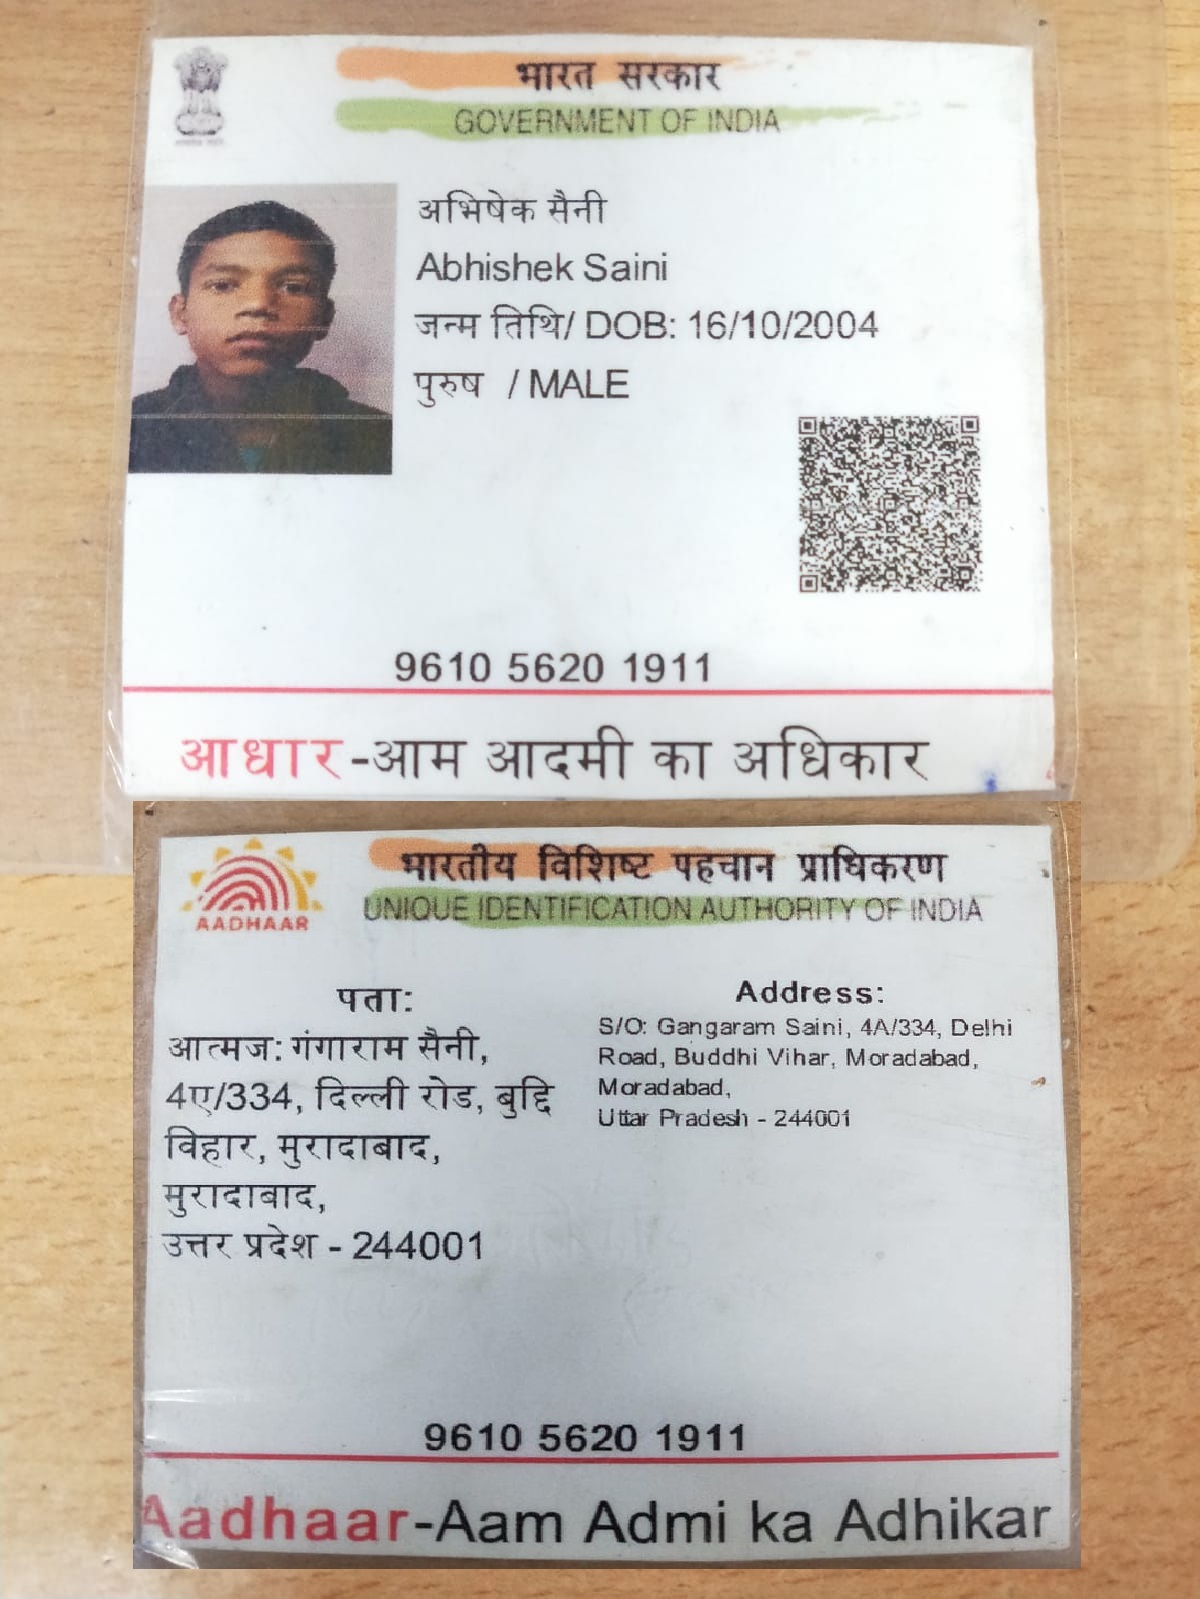 भारत सरकार
GOVERNMENT OF INDIA
अभिषेक सैनी
Abhishek Saini
जन्म तिथि/ DOB: 16/10/2004
पुरुष / MALE
9610 5620 1911
आधार-आम आदमी का अधिकार
भारतीय विशिष्ट पहचान प्राधिकरण
UNIQUE IDENTIFICATION AUTHORITY OF INDIA
AADHAAR
पता:
आत्मज: गंगाराम सैनी,
4ए/334, दिल्ली रोड, बुद्दि
विहार, मुरादाबाद,
मुरादाबाद,
उत्तर प्रदेश - 244001
Address:
S/O: Gangaram Saini, 4A/334, Delhi
Road, Buddhi Vihar, Moradabad,
Moradabad,
Uttar Pradesh - 244001
9610 5620 1911
Aadhaar-Aam Admi ka Adhikar